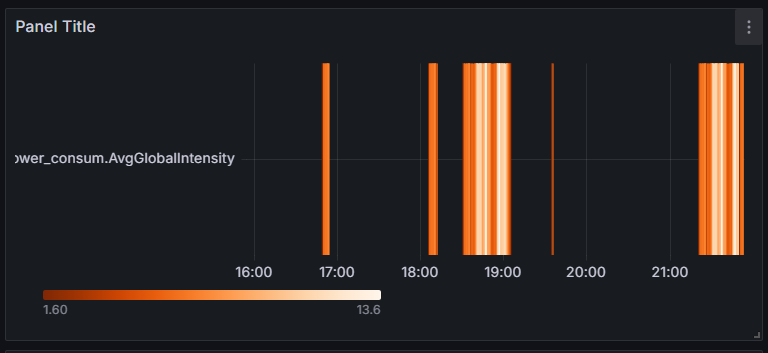 Panel Title
ower_consum.AvgGlobalIntensity
16:00 17:00 18:00 19:00 20:00 21:00
1.60 13.6